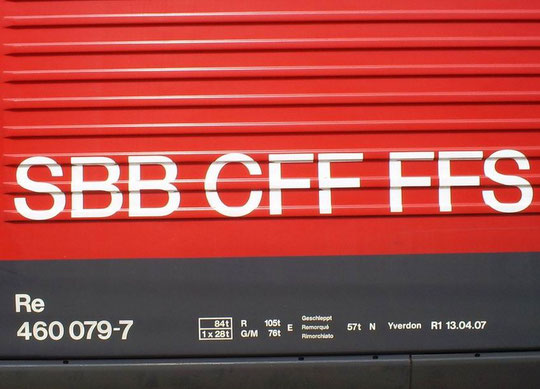 SBB CFF FFS
Re
460 079-7
84t R 105t E Geschleppt
1 x 28t G/M 76t Remorqué 57t N Yverdon R1 13.04.07
Rimorchiato